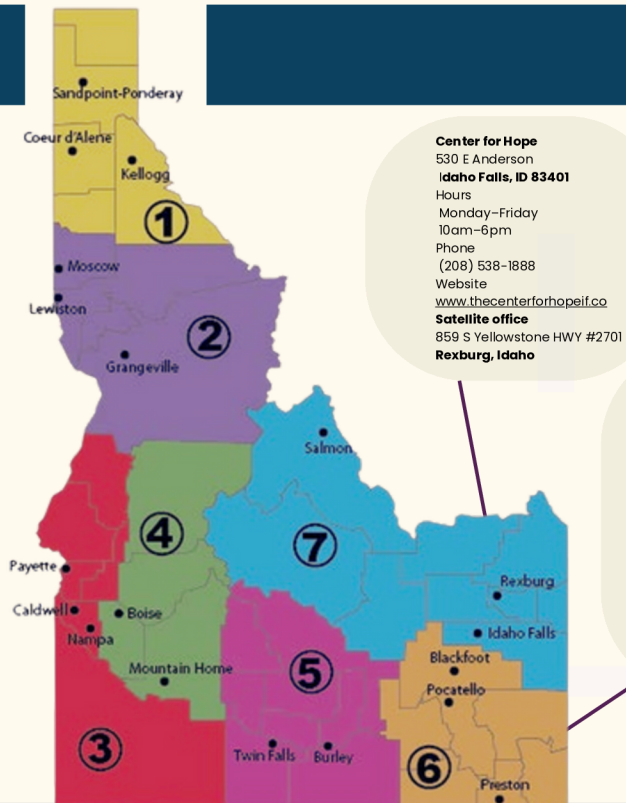 Sandpoint-Ponderay
Coeur d'Alene
Kellogg
1
Moscow
Lewiston
2
Grangeville
Center for Hope
530 E Anderson
Idaho Falls, ID 83401
Hours
Monday–Friday
10am–6pm
Phone
(208) 538-1888
Website
www.thecenterforhopeif.co
Satellite office
859 S Yellowstone HWY #2701
Rexburg, Idaho
Salmon
4
7
Payette
Rexburg
Caldwell
Boise
Nampa
Idaho Falls
Blackfoot
Mountain Home
5
Pocatello
3
Twin Falls
Burley
6
Preston